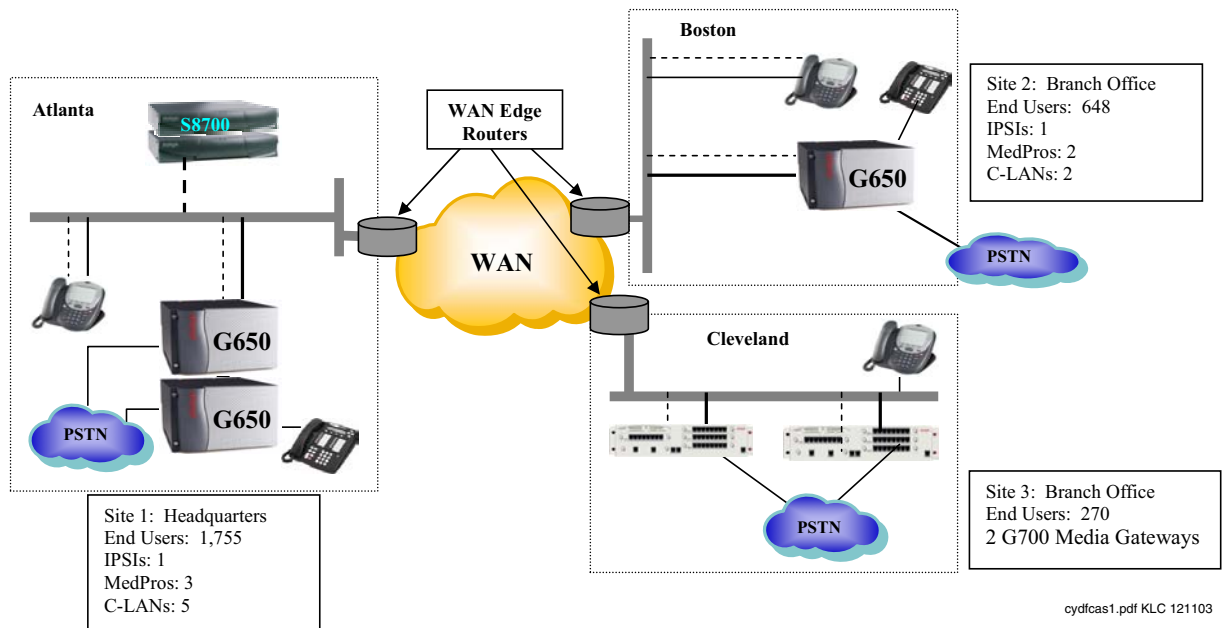 Atlanta
S8700
G650
G650
PSTN
WAN Edge
Routers
WAN
Boston
G650
PSTN
Site 2: Branch Office
End Users: 648
IPSIs: 1
MedPros: 2
C-LANs: 2
Cleveland
PSTN
Site 1: Headquarters
End Users: 1,755
IPSIs: 1
MedPros: 3
C-LANs: 5
Site 3: Branch Office
End Users: 270
2 G700 Media Gateways
cydfcas1.pdf KLC 121103